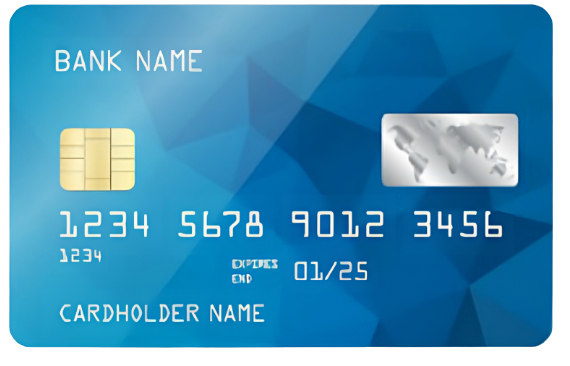 BANK NAME
1234 5678 9012 3456
1234
EXPIRES
END
01/25
CARDHOLDER NAME